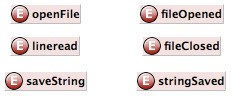 E openFile E fileOpened
E lineread E fileClosed
E saveString E stringSaved